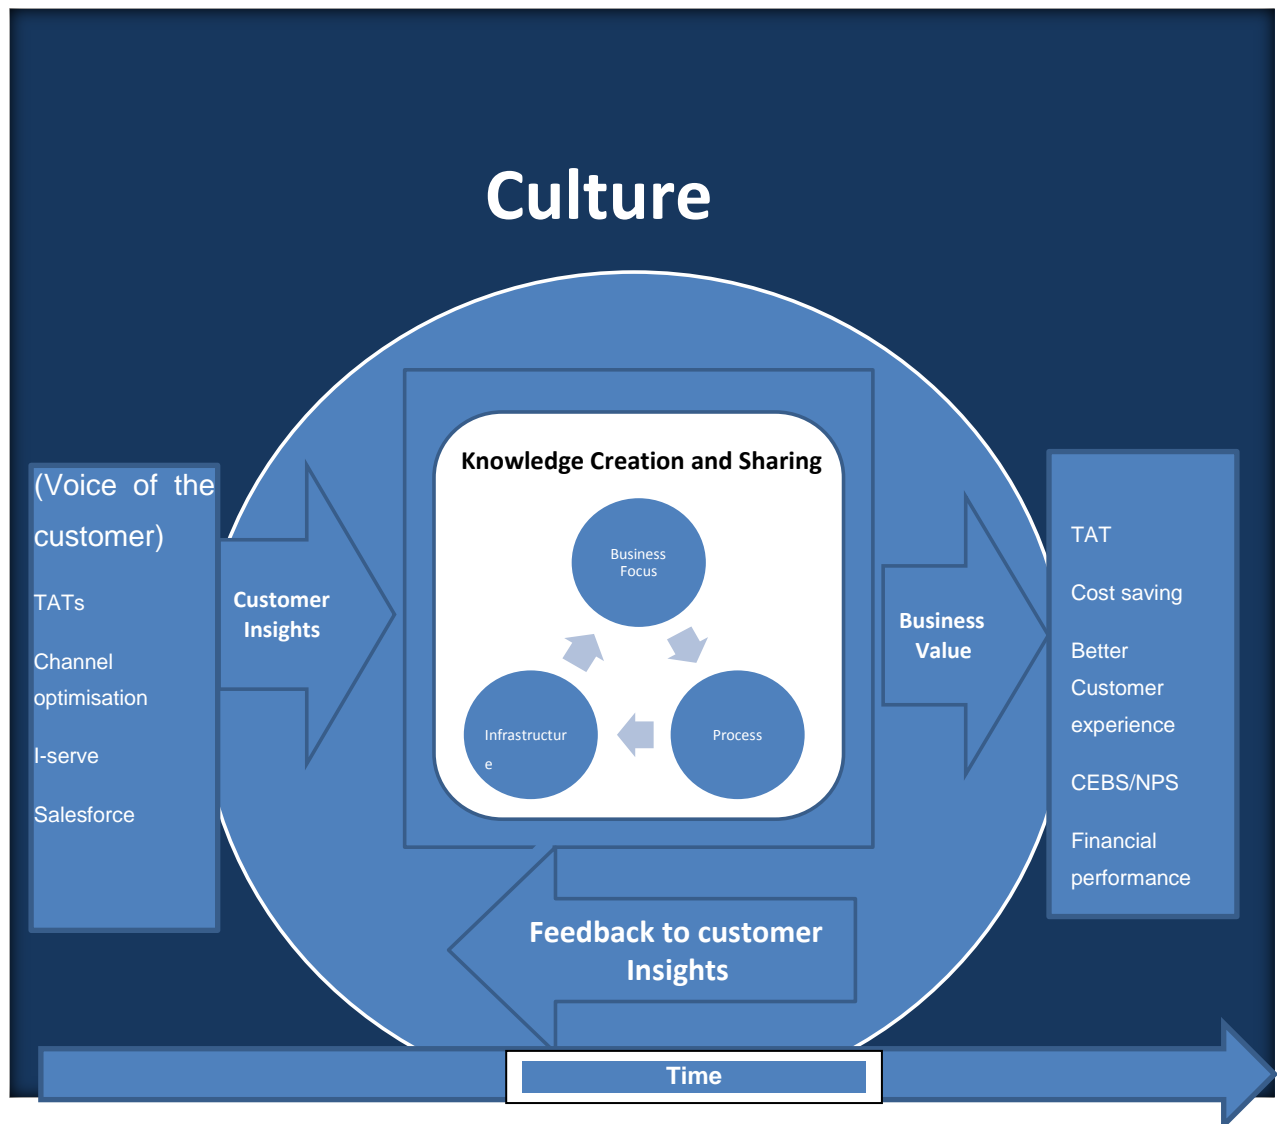 Culture
(Voice of the
customer)
TATs
Channel
optimisation
I-serve
Salesforce
Customer
Insights
Knowledge Creation and Sharing
Business
Focus
Infrastructur
e
Process
Business
Value
TAT
Cost saving
Better
Customer
experience
CEBS/NPS
Financial
performance
Feedback to customer
Insights
Time